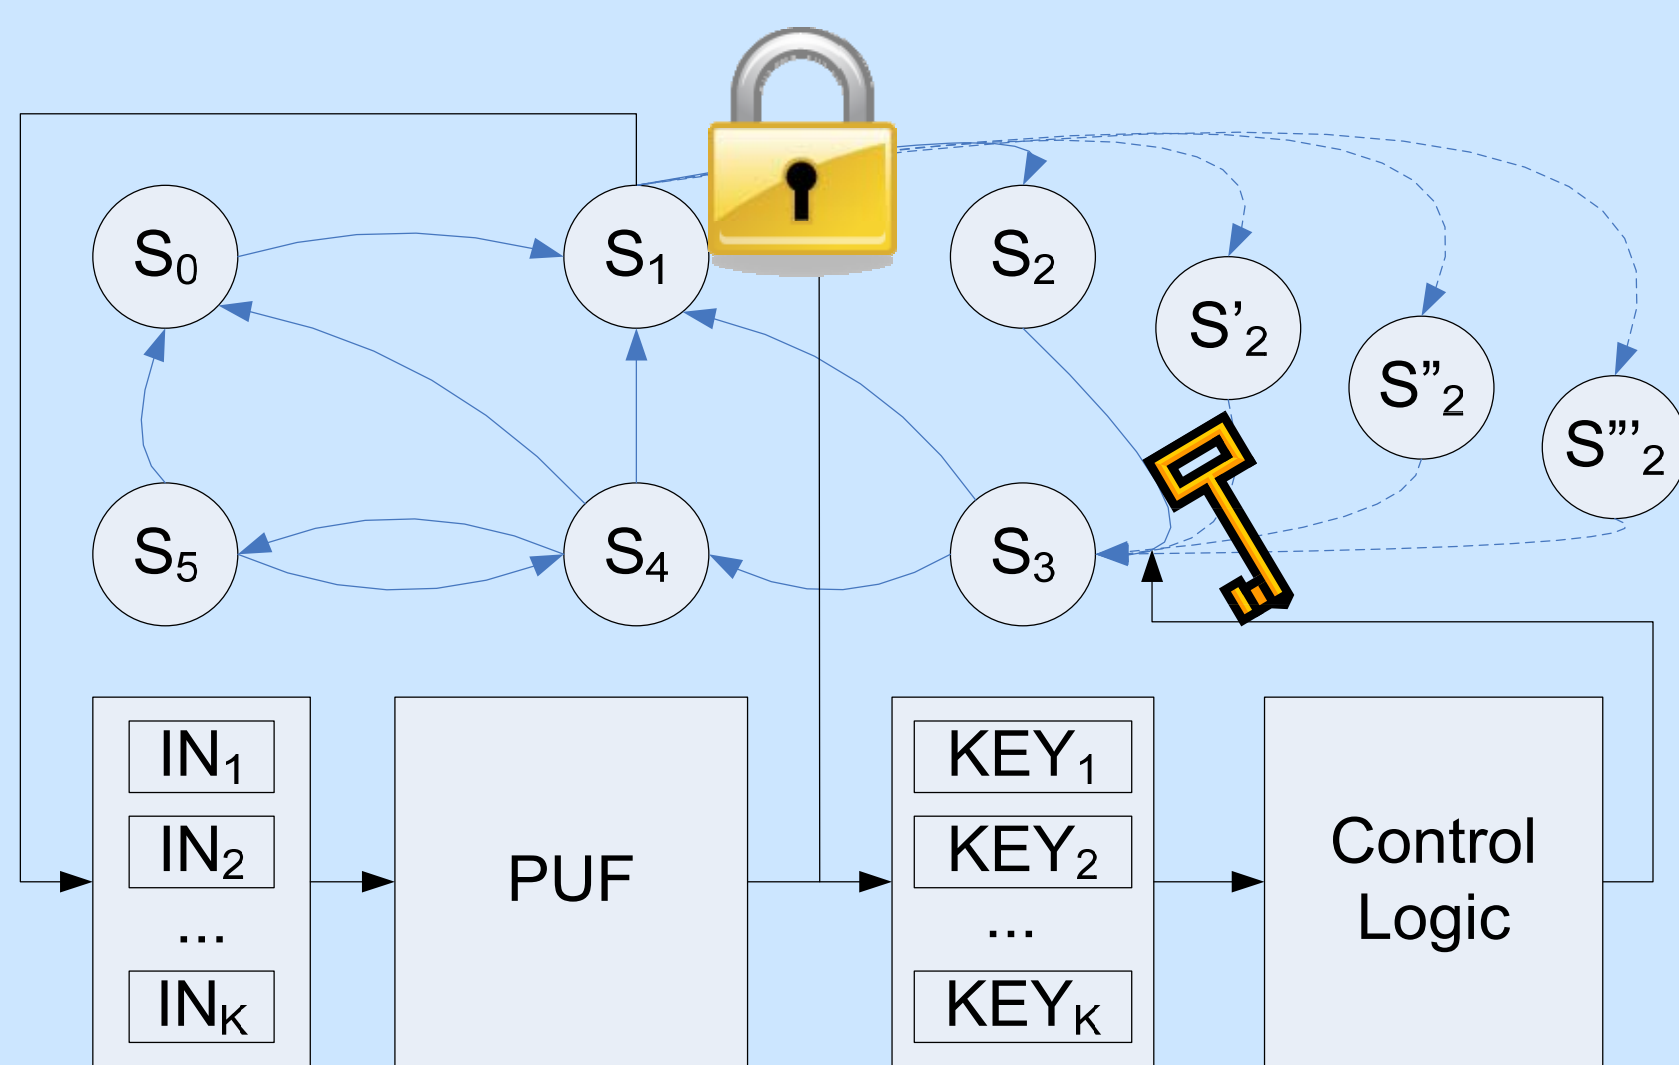 S0
S1
S2
S’2
S”2
S”’2
S5
S4
S3
IN1
IN2
...
INK
PUF
KEY1
KEY2
...
KEYK
Control
Logic